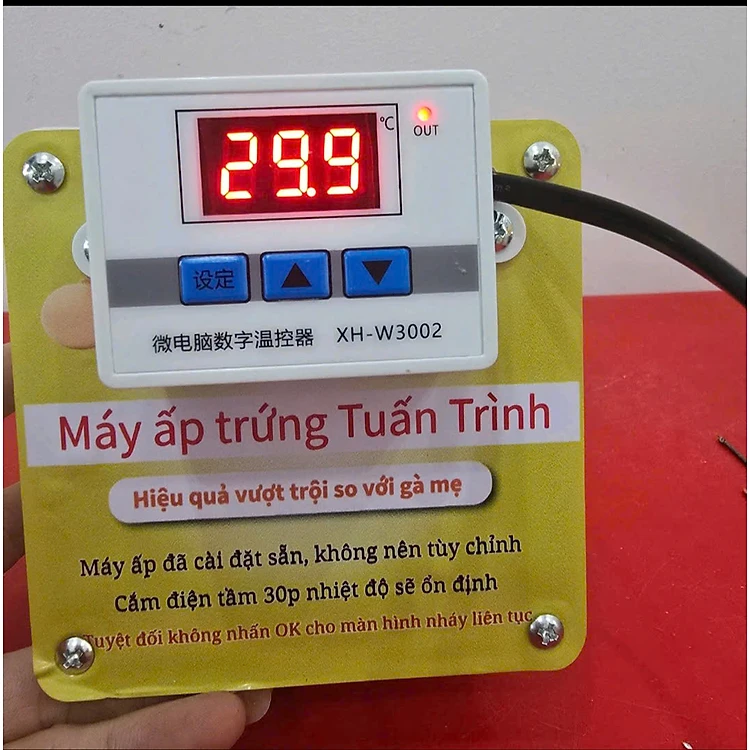 29.9 °C
OUT
设定 ▲ ▼
微电脑数字温控器 XH-W3002
Máy ấp trứng Tuấn Trình
Hiệu quả vượt trội so với gà mẹ
Máy ấp đã cài đặt sẵn, không nên tùy chỉnh
Cắm điện tầm 30p nhiệt độ sẽ ổn định
Tuyệt đối không nhấn OK cho màn hình nháy liên tục